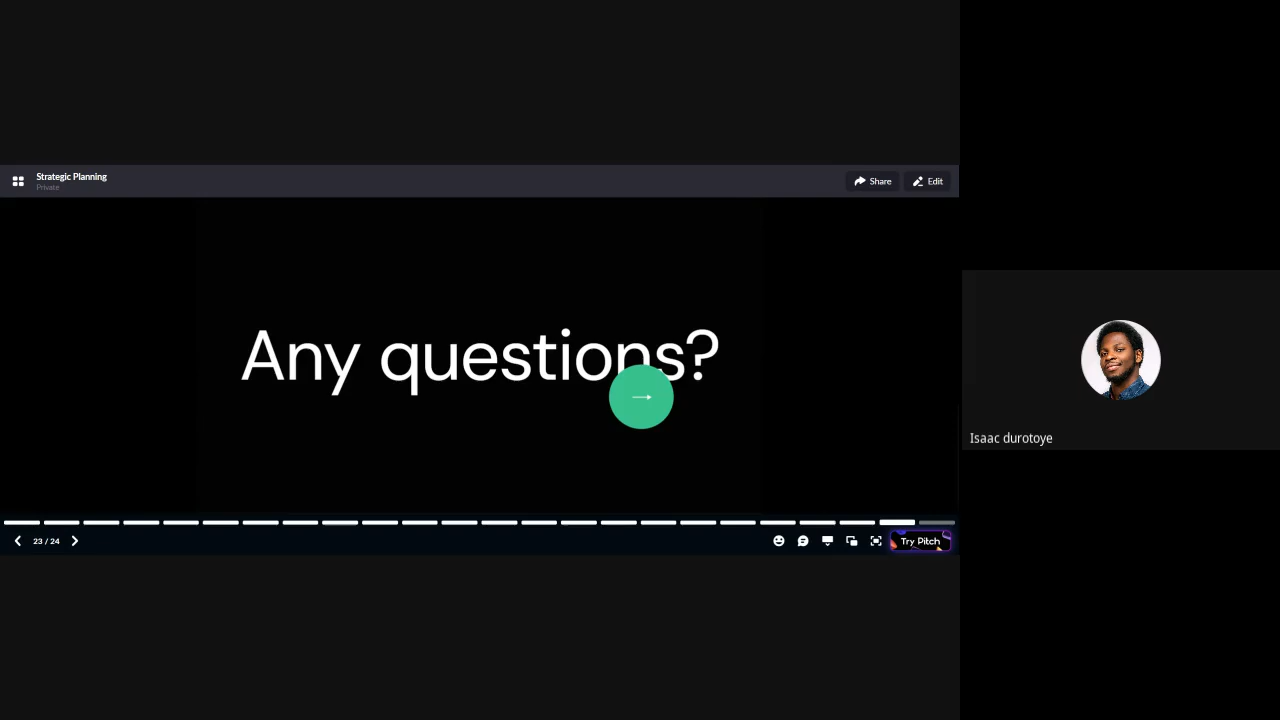 Strategic Planning
Private
Share
Edit
Any questions?
Isaac durotoye
23 / 24
Try Pitch